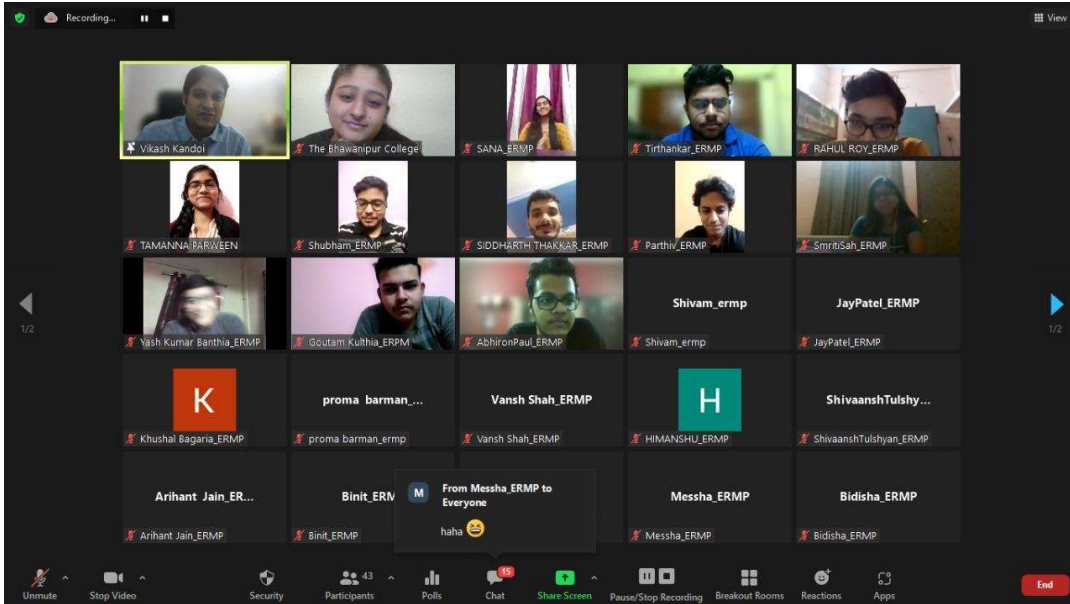 Recording...
View
Vikash Kandoi
The Bhawanipur College
SANA_ERMP
Tirthankar_ERMP
RAHUL ROY_ERMP
TAMANNA PARWEEN
Shubham_ERMP
SIDDHARTH THAKKAR_ERMP
Parthiv_ERMP
SmritiSah_ERMP
Yash Kumar Banthia_ERMP
Goutam Kulthia_ERPM
AbhironPaul_ERMP
Shivam_ermp
Shivam_ermp
JayPatel_ERMP
JayPatel_ERMP
1/2
1/2
K
Khushal Bagaria_ERMP
proma barman_...
proma barman_ermp
Vansh Shah_ERMP
Vansh Shah_ERMP
H
HIMANSHU_ERMP
ShivaanshTulshy...
ShivaanshTulshyan_ERMP
Arihant Jain_ER...
Arihant Jain_ERMP
Binit_ERM
Binit_ERMP
M
From Messha_ERMP to
Everyone
haha
Messha_ERMP
Messha_ERMP
Bidisha_ERMP
Bidisha_ERMP
Unmute
Stop Video
Security
43
Participants
Polls
15
Chat
Share Screen
Pause/Stop Recording
Breakout Rooms
Reactions
Apps
End